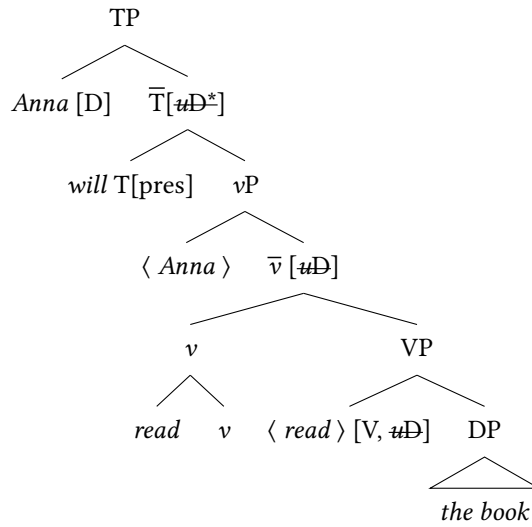 TP
Anna [D] T̅[uD*]
will T[pres] vP
⟨ Anna ⟩ v̅ [uD]
v VP
read v ⟨ read ⟩ [V, uD] DP
the book